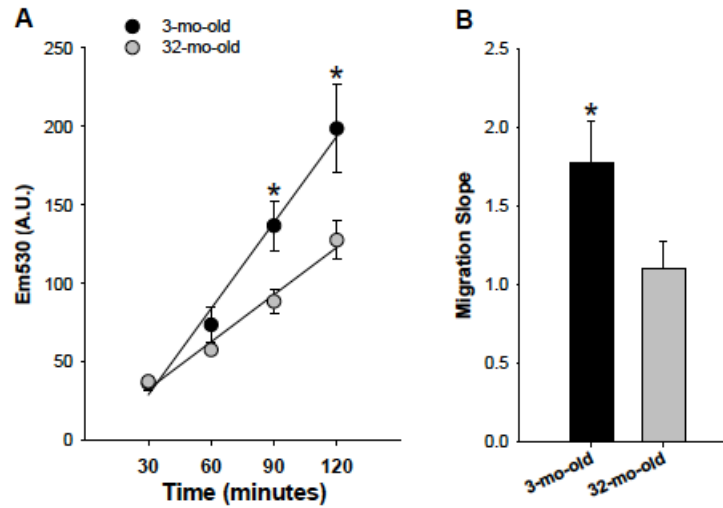 A
3-mo-old
32-mo-old
250
200
150
100
50
0
Em530 (A.U.)
*
*
30 60 90 120
Time (minutes)
B
2.5
2.0
1.5
1.0
0.5
0.0
Migration Slope
*
3-mo-old
32-mo-old